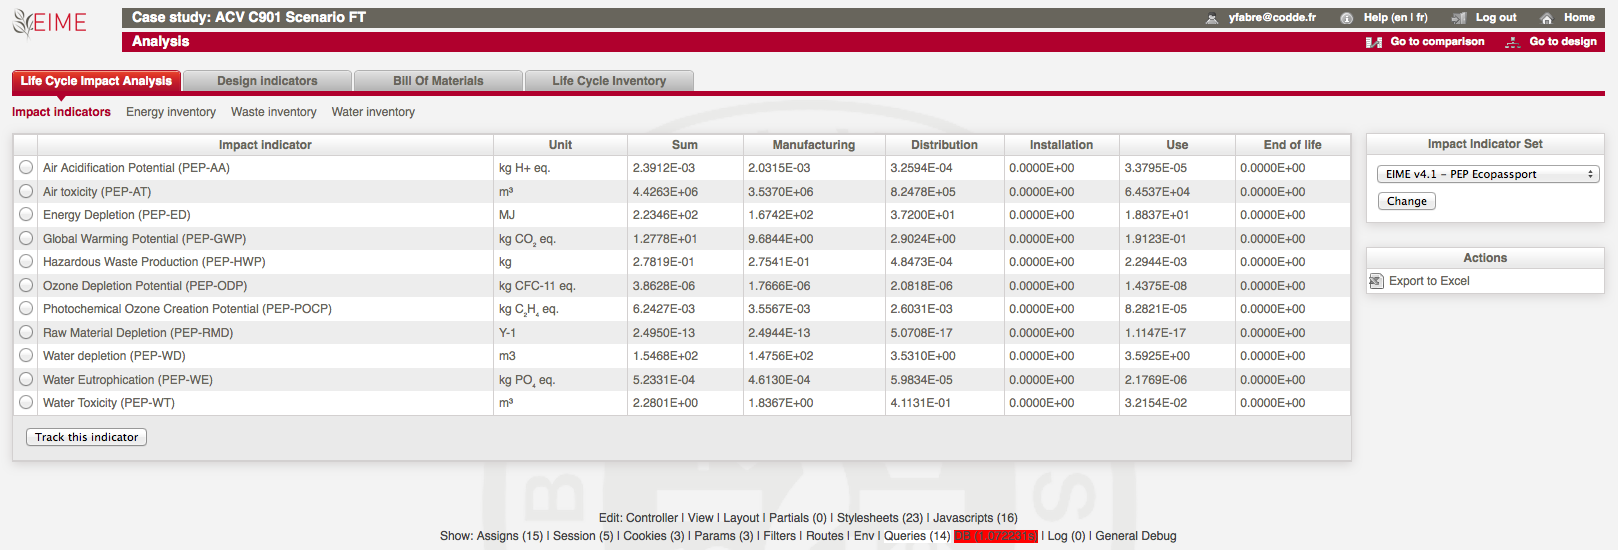 EIME
Case study: ACV C901 Scenario FT
yfabre@codde.fr Help (en | fr) Log out Home
Analysis
Go to comparison Go to design
Life Cycle Impact Analysis Design indicators Bill Of Materials Life Cycle Inventory
Impact indicators Energy inventory Waste inventory Water inventory
Impact indicator Unit Sum Manufacturing Distribution Installation Use End of life
Air Acidification Potential (PEP-AA) kg H+ eq. 2.3912E-03 2.0315E-03 3.2594E-04 0.0000E+00 3.3795E-05 0.0000E+00
Air toxicity (PEP-AT) m³ 4.4263E+06 3.5370E+06 8.2478E+05 0.0000E+00 6.4537E+04 0.0000E+00
Energy Depletion (PEP-ED) MJ 2.2346E+02 1.6742E+02 3.7200E+01 0.0000E+00 1.8837E+01 0.0000E+00
Global Warming Potential (PEP-GWP) kg CO₂ eq. 1.2778E+01 9.6844E+00 2.9024E+00 0.0000E+00 1.9123E-01 0.0000E+00
Hazardous Waste Production (PEP-HWP) kg 2.7819E-01 2.7541E-01 4.8473E-04 0.0000E+00 2.2944E-03 0.0000E+00
Ozone Depletion Potential (PEP-ODP) kg CFC-11 eq. 3.8628E-06 1.7666E-06 2.0818E-06 0.0000E+00 1.4375E-08 0.0000E+00
Photochemical Ozone Creation Potential (PEP-POCP) kg C₂H₄ eq. 6.2427E-03 3.5567E-03 2.6031E-03 0.0000E+00 8.2821E-05 0.0000E+00
Raw Material Depletion (PEP-RMD) Y-1 2.4950E-13 2.4944E-13 5.0708E-17 0.0000E+00 1.1147E-17 0.0000E+00
Water depletion (PEP-WD) m3 1.5468E+02 1.4756E+02 3.5310E+00 0.0000E+00 3.5925E+00 0.0000E+00
Water Eutrophication (PEP-WE) kg PO₄ eq. 5.2331E-04 4.6130E-04 5.9834E-05 0.0000E+00 2.1769E-06 0.0000E+00
Water Toxicity (PEP-WT) m³ 2.2801E+00 1.8367E+00 4.1131E-01 0.0000E+00 3.2154E-02 0.0000E+00
Track this indicator
Impact Indicator Set
EIME v4.1 – PEP Ecopassport
Change
Actions
Export to Excel
Edit: Controller | View | Layout | Partials (0) | Stylesheets (23) | Javascripts (16)
Show: Assigns (15) | Session (5) | Cookies (3) | Params (3) | Filters | Routes | Env | Queries (14) | Log (0) | General Debug